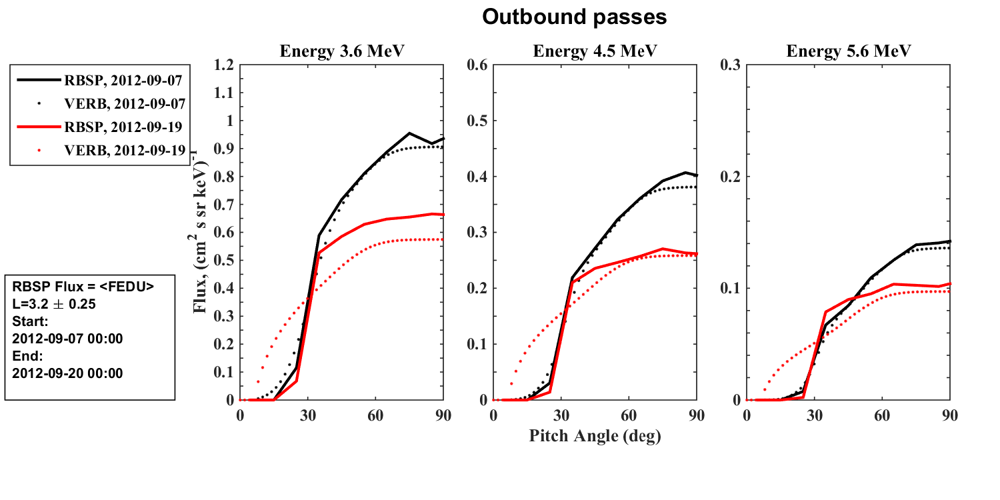 Outbound passes
Energy 3.6 MeV
Energy 4.5 MeV
Energy 5.6 MeV
RBSP, 2012-09-07
VERB, 2012-09-07
RBSP, 2012-09-19
VERB, 2012-09-19
RBSP Flux = <FEDU>
L=3.2 ± 0.25
Start:
2012-09-07 00:00
End:
2012-09-20 00:00
Flux, (cm² s sr keV)⁻¹
1.2
1.1
1
0.9
0.8
0.7
0.6
0.5
0.4
0.3
0.2
0.1
0
0 30 60 90
0.6
0.5
0.4
0.3
0.2
0.1
0
0 30 60 90
0.3
0.2
0.1
0
0 30 60 90
Pitch Angle (deg)